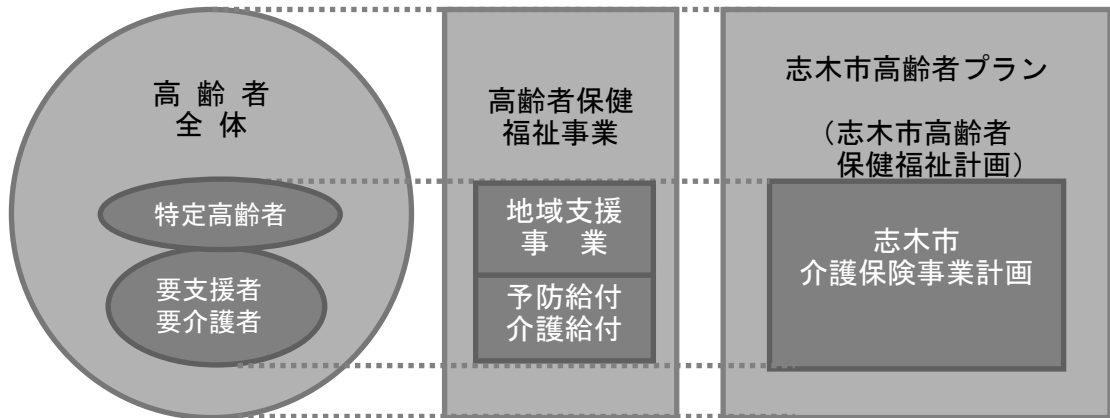 高 齢 者
全 体
特定高齢者
要支援者
要介護者
高齢者保健
福祉事業
地域支援
事　業
予防給付
介護給付
志木市高齢者プラン
（志木市高齢者
保健福祉計画）
志木市
介護保険事業計画